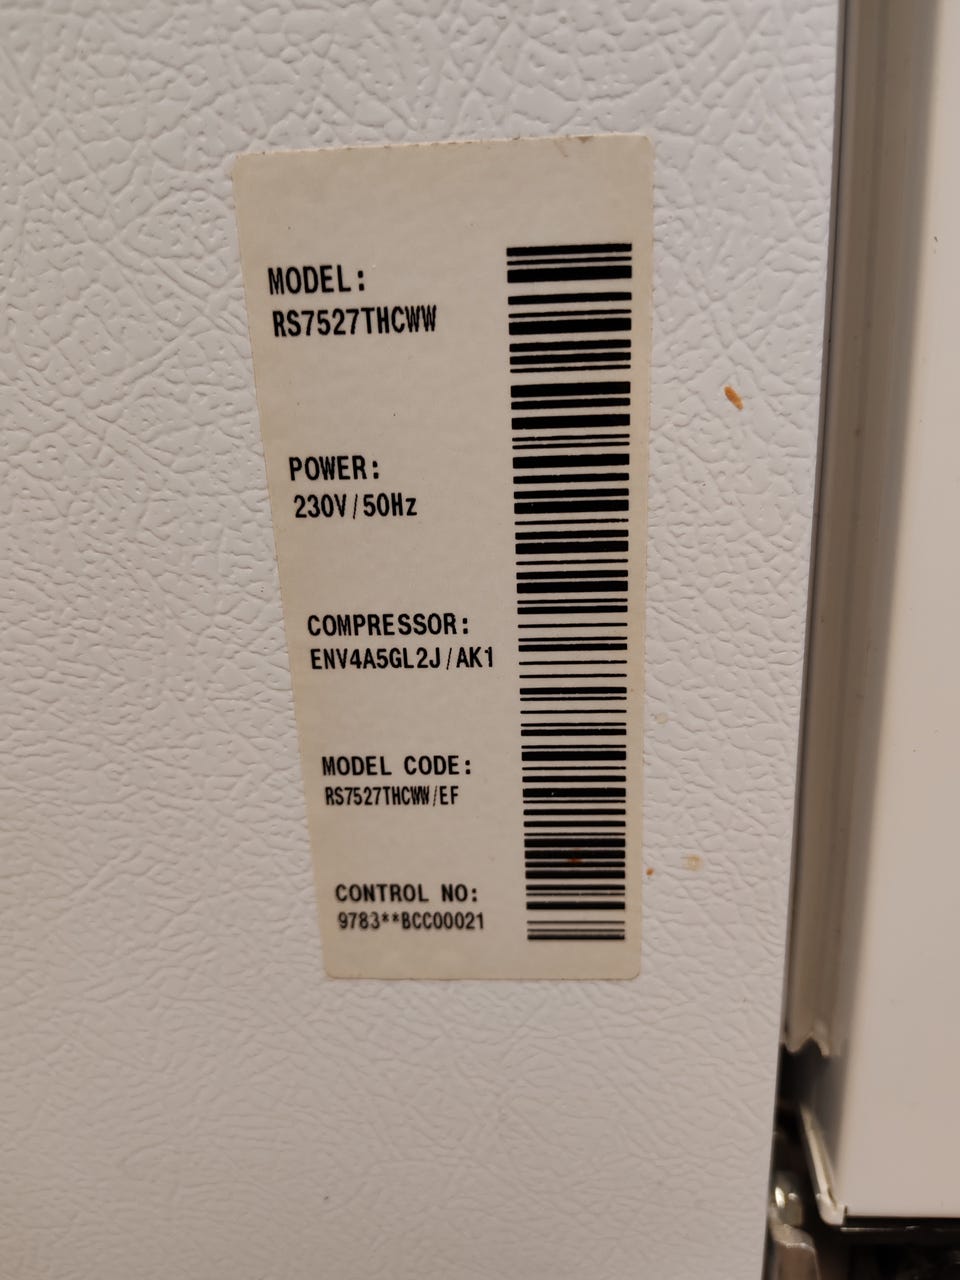 MODEL:
RS7527THCWW
POWER:
230V/50Hz
COMPRESSOR:
ENV4A5GL2J/AK1
MODEL CODE:
RS7527THCWW/EF
CONTROL NO:
9783**BCC00021